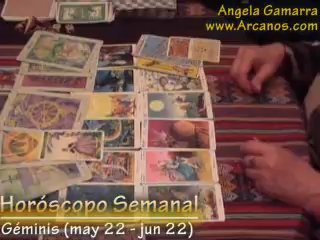 Angela Gamarra
www.Arcanos.com
Horóscopo Semanal
Géminis (may 22 - jun 22)